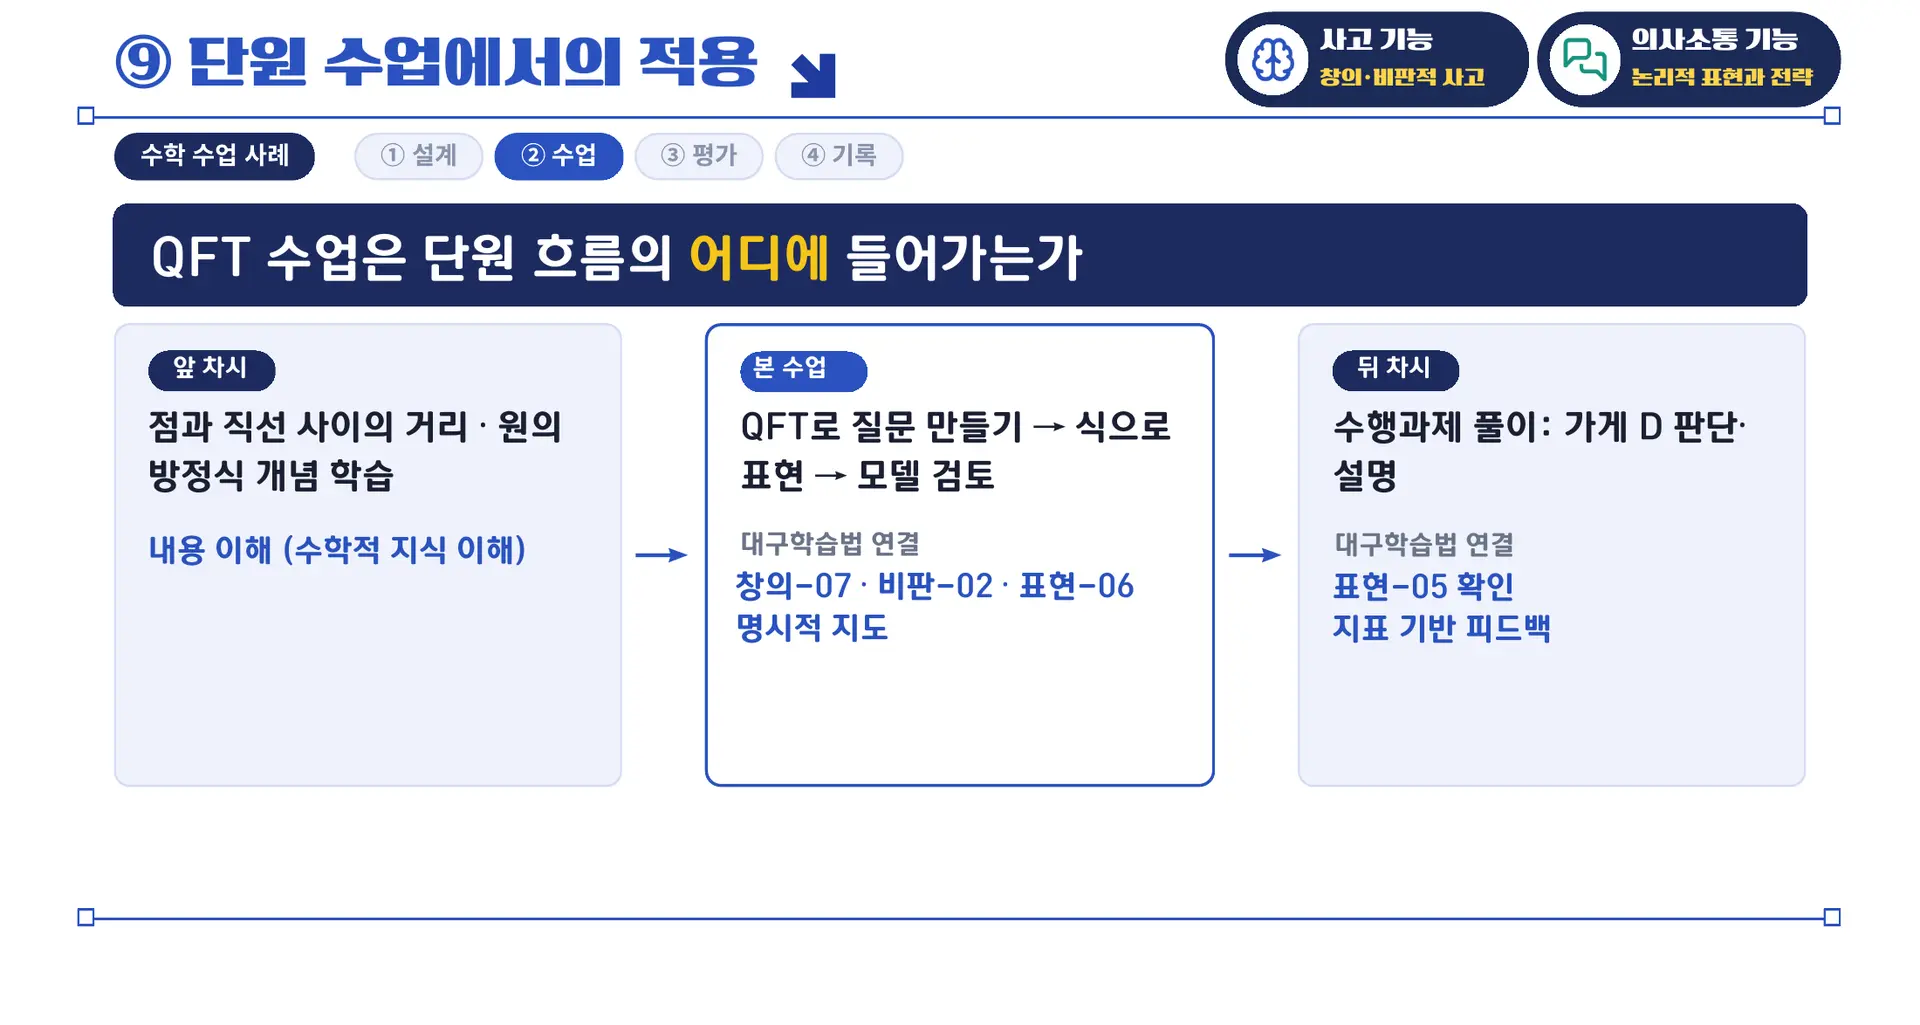 ⑨ 단원 수업에서의 적용
사고 기능
창의·비판적 사고
의사소통 기능
논리적 표현과 전략
수학 수업 사례
① 설계
② 수업
③ 평가
④ 기록
QFT 수업은 단원 흐름의 어디에 들어가는가
앞 차시
점과 직선 사이의 거리 · 원의
방정식 개념 학습
내용 이해 (수학적 지식 이해)
본 수업
QFT로 질문 만들기 → 식으로
표현 → 모델 검토
대구학습법 연결
창의-07 · 비판-02 · 표현-06
명시적 지도
뒤 차시
수행과제 풀이: 가게 D 판단·
설명
대구학습법 연결
표현-05 확인
지표 기반 피드백